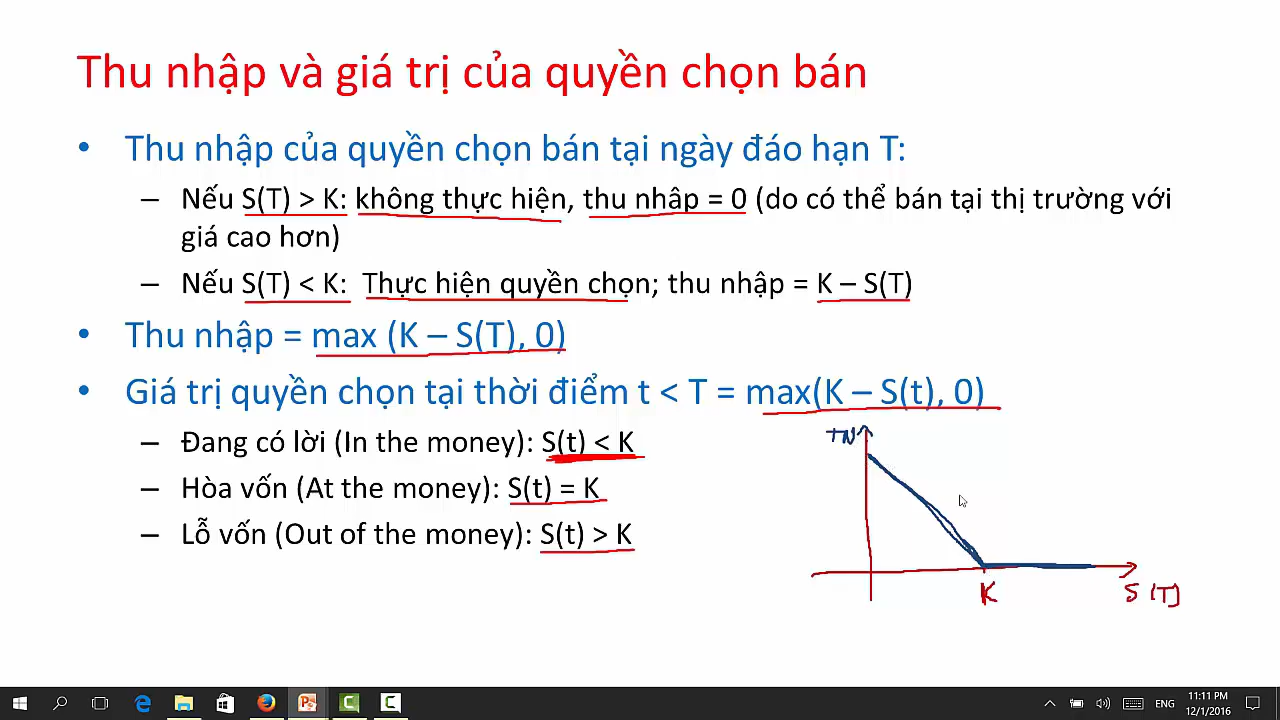 Thu nhập và giá trị của quyền chọn bán
• Thu nhập của quyền chọn bán tại ngày đáo hạn T:
– Nếu S(T) > K: không thực hiện, thu nhâp = 0 (do có thể bán tại thị trường với
giá cao hơn)
– Nếu S(T) < K: Thực hiện quyền chọn; thu nhập = K – S(T)
• Thu nhập = max (K – S(T), 0)
• Giá trị quyền chọn tại thời điểm t < T = max(K – S(t), 0)
– Đang có lời (In the money): S(t) < K
– Hòa vốn (At the money): S(t) = K
– Lỗ vốn (Out of the money): S(t) > K
TN
K
S (T)
ENG
11:11 PM
12/1/2016